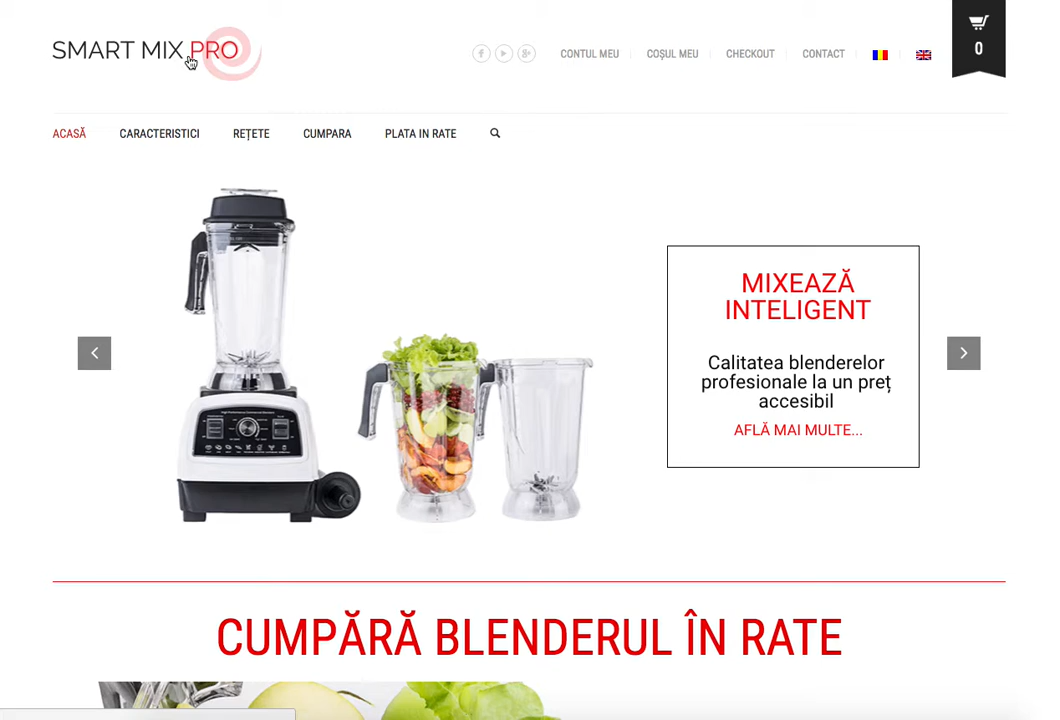 SMART MIX PRO
CONTUL MEU
COȘUL MEU
CHECKOUT
CONTACT
0
ACASĂ
CARACTERISTICI
REȚETE
CUMPARA
PLATA IN RATE
MIXEAZĂ
INTELIGENT
Calitatea blenderelor
profesionale la un preț
accesibil
AFLĂ MAI MULTE...
CUMPĂRĂ BLENDERUL ÎN RATE